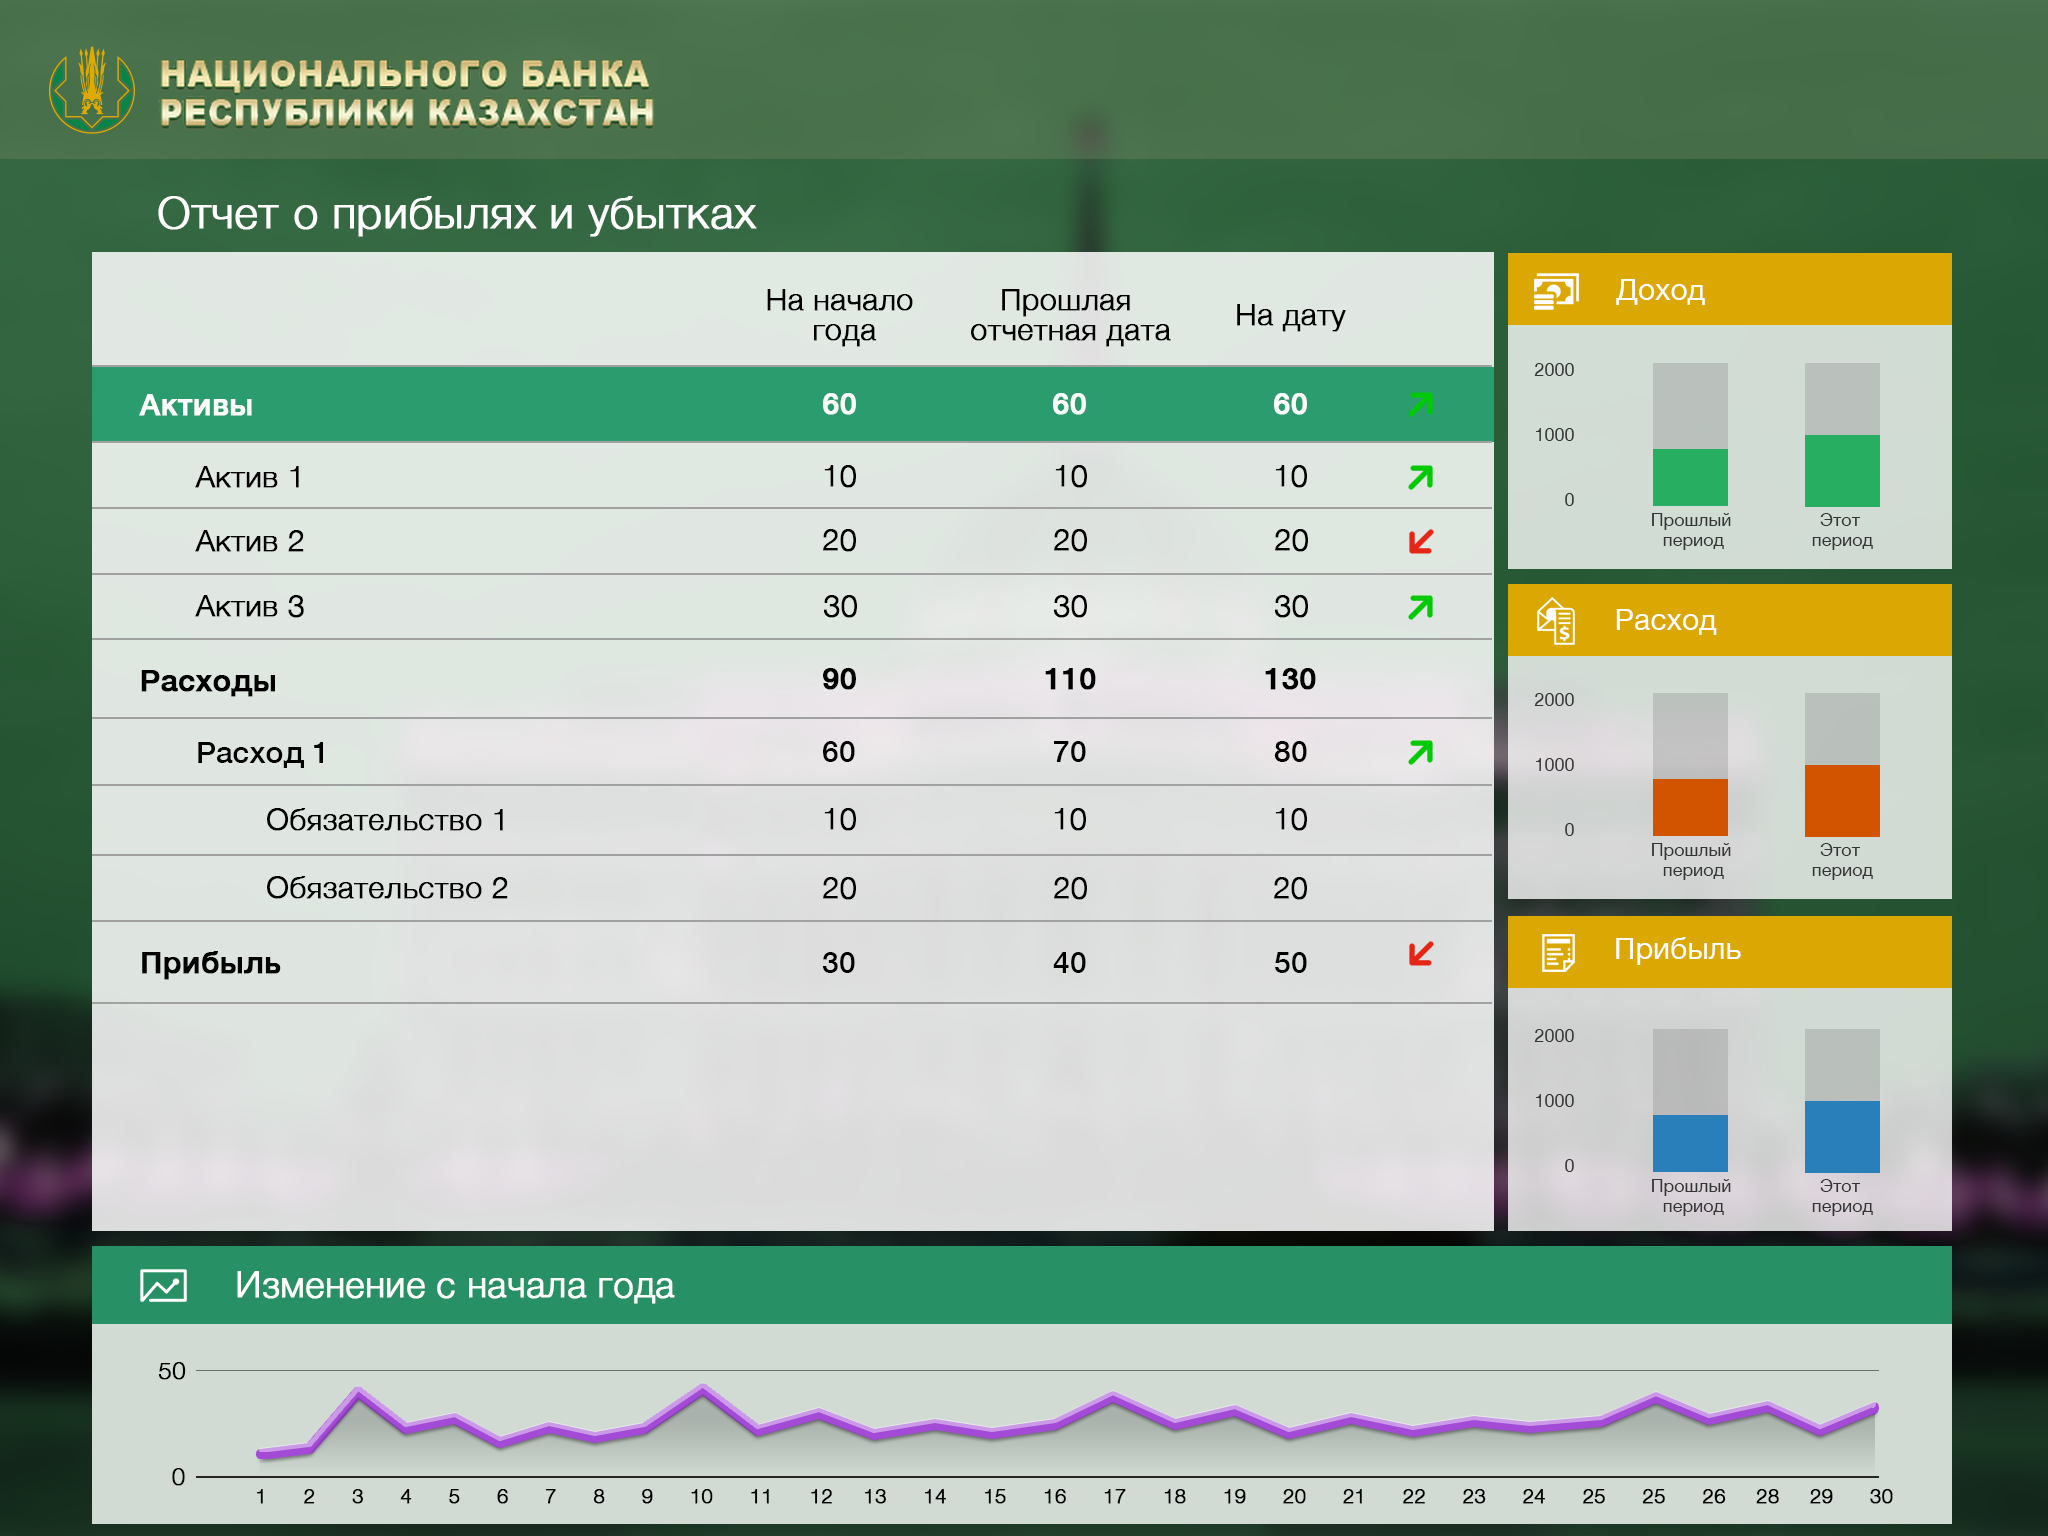 НАЦИОНАЛЬНОГО БАНКА
РЕСПУБЛИКИ КАЗАХСТАН
Отчет о прибылях и убытках
На начало года Прошлая отчетная дата На дату
Активы 60 60 60
Актив 1 10 10 10
Актив 2 20 20 20
Актив 3 30 30 30
Расходы 90 110 130
Расход 1 60 70 80
Обязательство 1 10 10 10
Обязательство 2 20 20 20
Прибыль 30 40 50
Доход
2000
1000
0
Прошлый период Этот период
Расход
$
2000
1000
0
Прошлый период Этот период
Прибыль
2000
1000
0
Прошлый период Этот период
Изменение с начала года
50
0
1 2 3 4 5 6 7 8 9 10 11 12 13 14 15 16 17 18 19 20 21 22 23 24 25 25 26 28 29 30